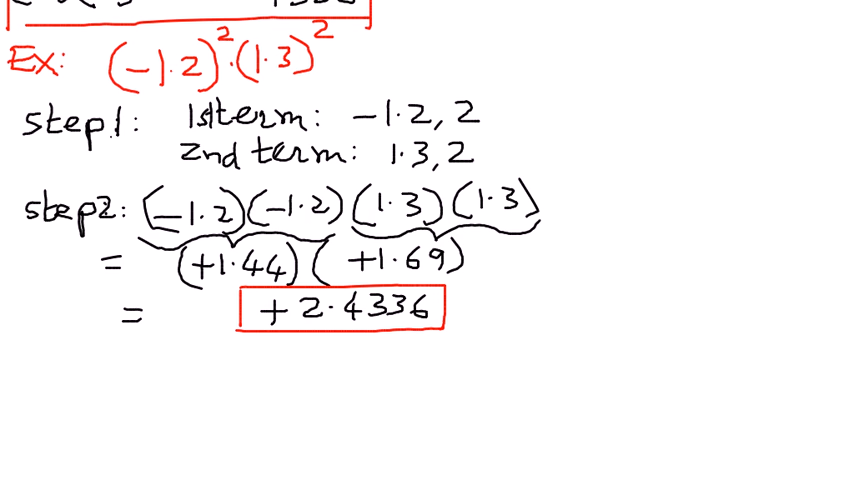 Ex: (-1.2)²·(1.3)²
step1: 1st term: -1.2, 2
2nd term: 1.3, 2
step2: (-1.2)(-1.2)(1.3)(1.3)
= (+1.44)(+1.69)
= +2.4336